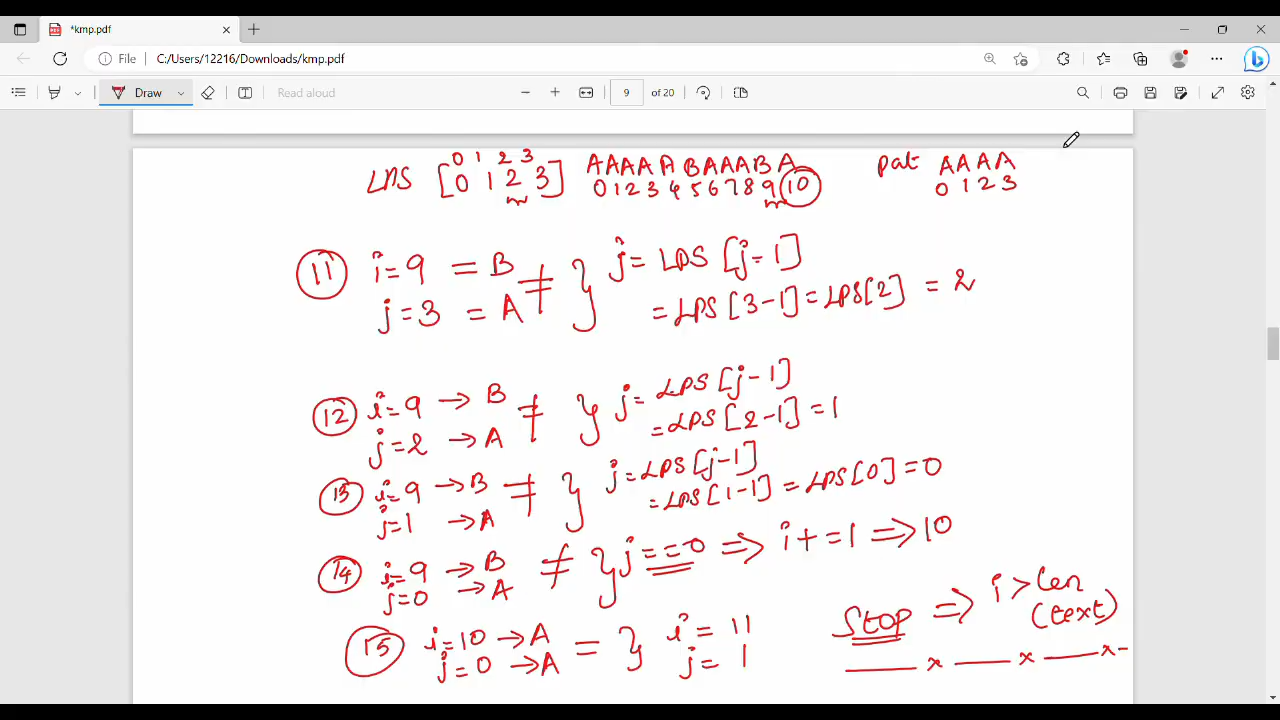 *kmp.pdf
File C:/Users/12216/Downloads/kmp.pdf
Draw Read aloud 9 of 20
0 1 2 3
LPS [0 1 2 3] AAAAABAAABA pat AAAA
0 1 2 3 4 5 6 7 8 9 10 0 1 2 3
11 i=9 = B ≠ } j= LPS [j-1]
j=3 = A = LPS [3-1] = LPS[2] = 2
12 i=9 → B ≠ } j= LPS [j-1]
j=2 → A = LPS [2-1] = 1
13 i=9 → B ≠ } j= LPS [j-1]
j=1 → A = LPS [1-1] = LPS[0] = 0
14 i=9 → B ≠ } j==0 ⇒ i+=1 ⇒ 10
j=0 → A
15 i=10 → A = } i = 11
j=0 → A j= 1
Stop ⇒ i > len
(text)
x x x